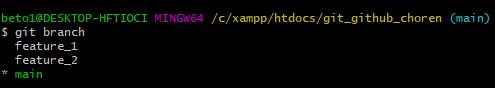 beto1@DESKTOP-HFTIOCI MINGW64 /c/xampp/htdocs/git_github_choren (main)
$ git branch
  feature_1
  feature_2
* main